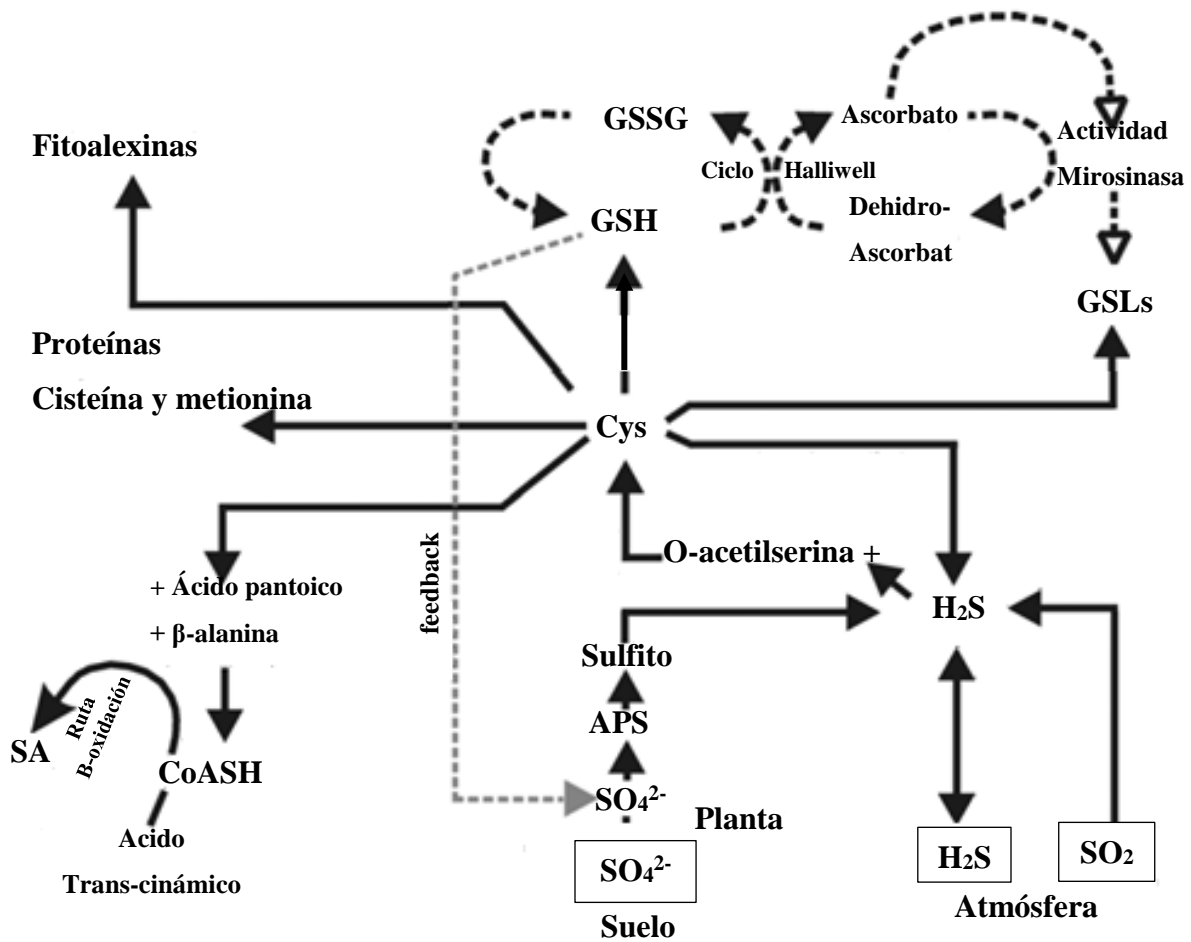 GSSG
Ascorbato
Actividad
Mirosinasa
Fitoalexinas
Ciclo
Halliwell
GSH
Dehidro-
Ascorbat
GSLs
Proteínas
Cisteína y metionina
Cys
feedback
O-acetilserina +
+ Ácido pantoico
+ β-alanina
H₂S
Sulfito
APS
Ruta
B-oxidación
SA
CoASH
SO₄²⁻
Planta
Acido
Trans-cinámico
SO₄²⁻
Suelo
H₂S
SO₂
Atmósfera